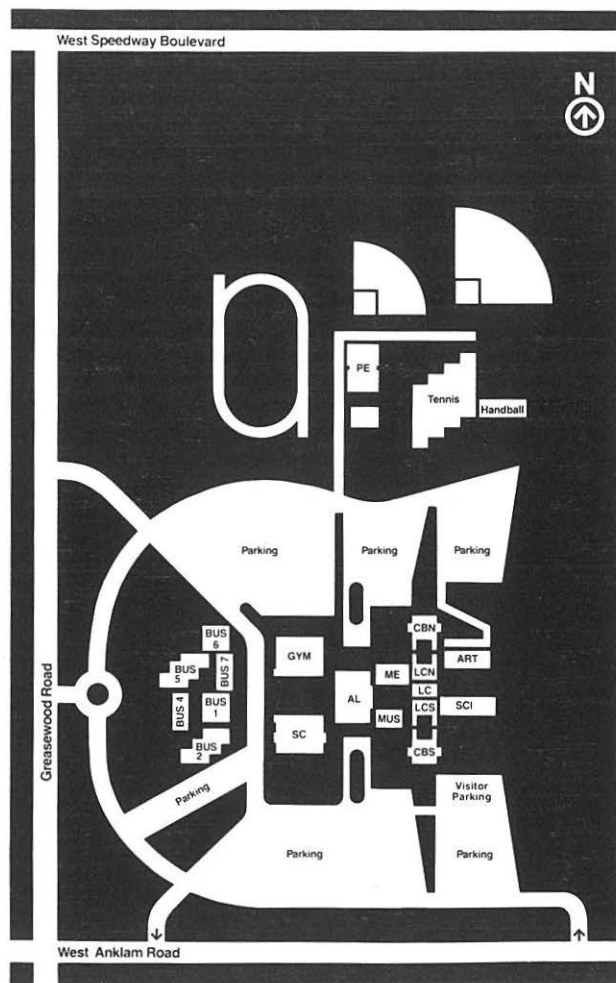 West Speedway Boulevard
N
PE
Tennis
Handball
Parking
Parking
Parking
CBN
BUS
6
GYM
ART
BUS
5
BUS 7
ME
LCN
AL
LC
BUS 4
BUS
1
LCS
SCI
MUS
SC
BUS
2
CBS
Greasewood Road
Parking
Visitor
Parking
Parking
Parking
West Anklam Road